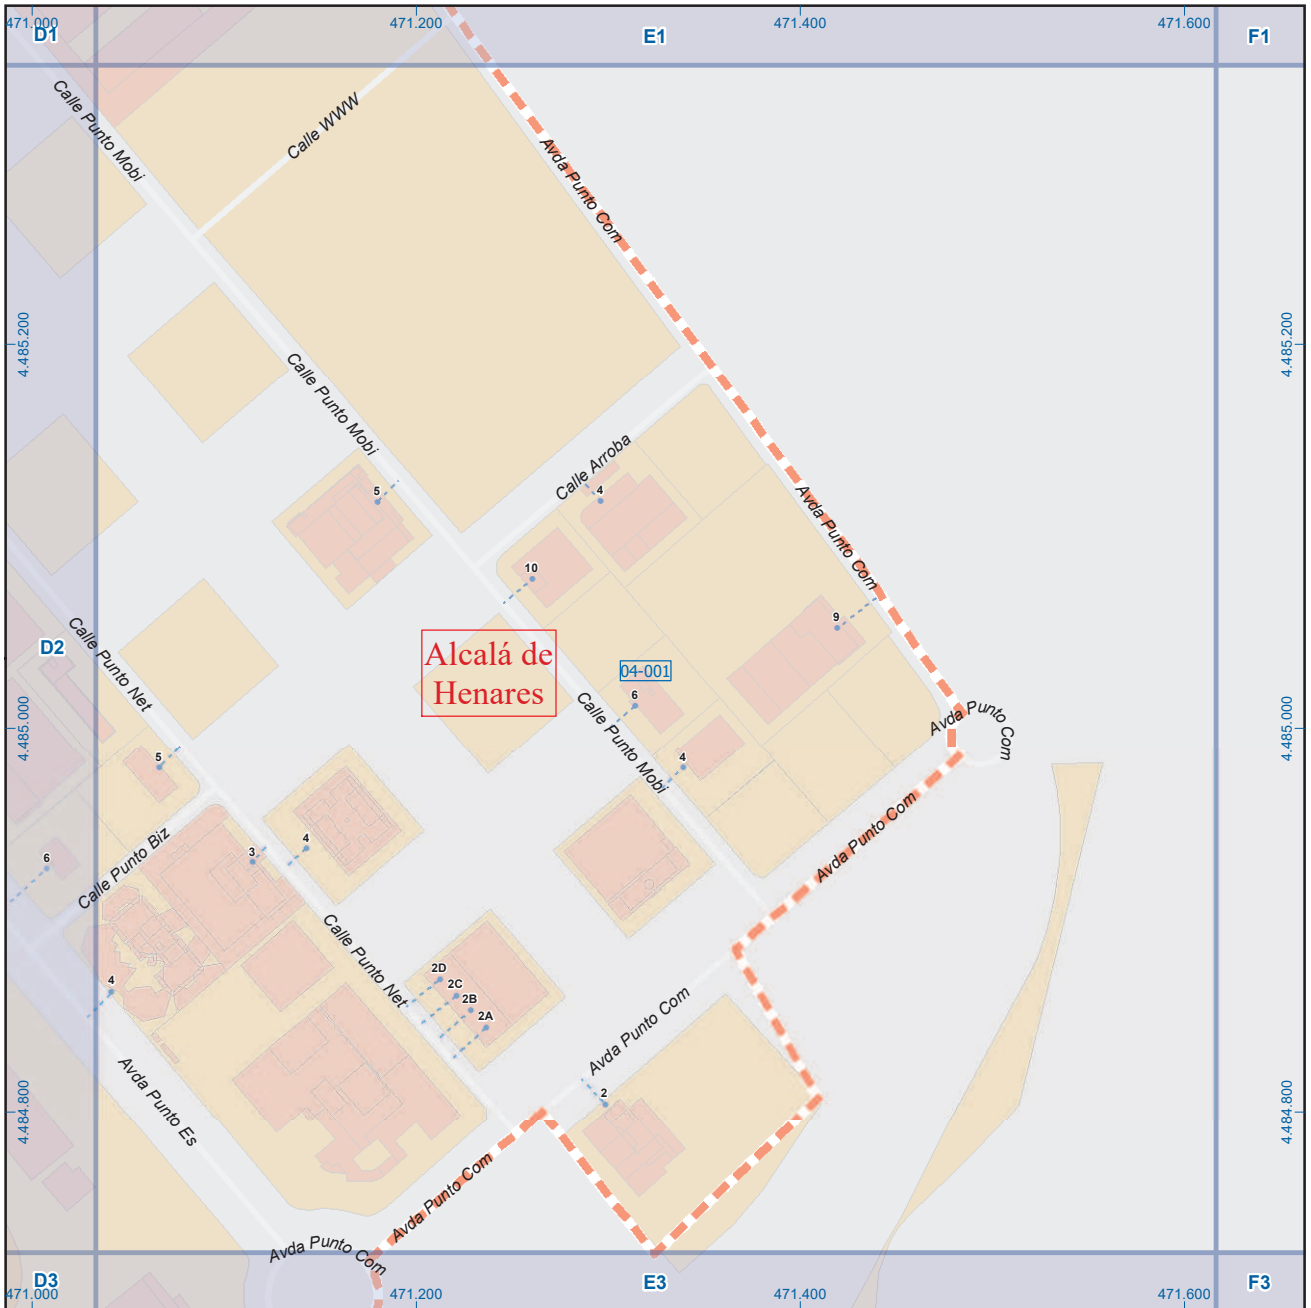 471.000
471.200
471.400
471.600
D1
E1
F1
Calle Punto Mobi
Calle WWW
Avda Punto Com
4.485.200
4.485.200
Calle Punto Mobi
Calle Arroba
5
4
Avda Punto Com
10
9
Calle Punto Net
D2
Alcalá de
Henares
04-001
6
Calle Punto Mobi
Avda Punto Com
4.485.000
4.485.000
5
4
Avda Punto Com
Calle Punto Biz
6
3
4
Calle Punto Net
4
2D
2C
2B
2A
Avda Punto Com
Avda Punto Es
2
4.484.800
4.484.800
Avda Punto Com
Avda Punto Com
D3
E3
F3
471.000
471.200
471.400
471.600